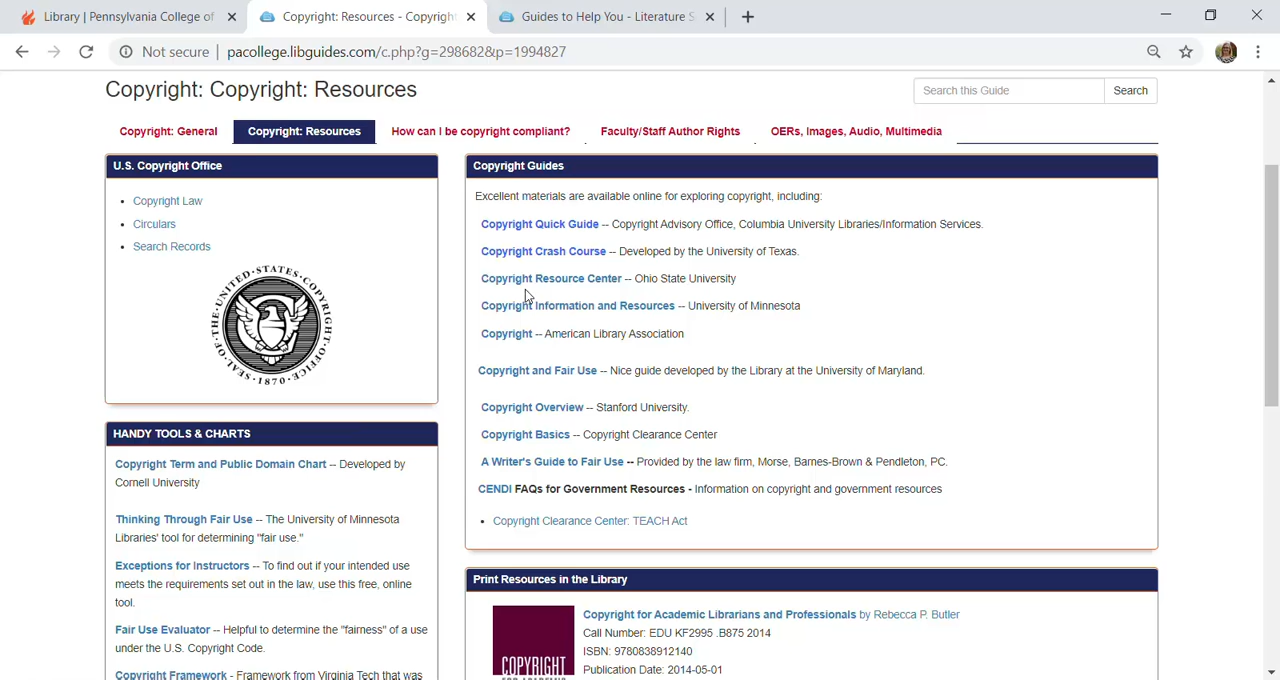 Library | Pennsylvania College of
Copyright: Resources - Copyright
Guides to Help You - Literature S
Not secure | pacollege.libguides.com/c.php?g=298682&p=1994827
Copyright: Copyright: Resources
Search this Guide
Search
Copyright: General
Copyright: Resources
How can I be copyright compliant?
Faculty/Staff Author Rights
OERs, Images, Audio, Multimedia
U.S. Copyright Office
Copyright Law
Circulars
Search Records
THE·UNITED·STATES·COPYRIGHT·OFFICE
·SEAL·OF·
·1870·
HANDY TOOLS & CHARTS
Copyright Term and Public Domain Chart -- Developed by
Cornell University
Thinking Through Fair Use -- The University of Minnesota
Libraries' tool for determining "fair use."
Exceptions for Instructors -- To find out if your intended use
meets the requirements set out in the law, use this free, online
tool.
Fair Use Evaluator -- Helpful to determine the "fairness" of a use
under the U.S. Copyright Code.
Copyright Framework - Framework from Virginia Tech that was
Copyright Guides
Excellent materials are available online for exploring copyright, including:
Copyright Quick Guide -- Copyright Advisory Office, Columbia University Libraries/Information Services.
Copyright Crash Course -- Developed by the University of Texas.
Copyright Resource Center -- Ohio State University
Copyright Information and Resources -- University of Minnesota
Copyright -- American Library Association
Copyright and Fair Use -- Nice guide developed by the Library at the University of Maryland.
Copyright Overview -- Stanford University.
Copyright Basics -- Copyright Clearance Center
A Writer's Guide to Fair Use -- Provided by the law firm, Morse, Barnes-Brown & Pendleton, PC.
CENDI FAQs for Government Resources - Information on copyright and government resources
Copyright Clearance Center: TEACH Act
Print Resources in the Library
COPYRIGHT
FOR ACADEMIC
Copyright for Academic Librarians and Professionals by Rebecca P. Butler
Call Number: EDU KF2995 .B875 2014
ISBN: 9780838912140
Publication Date: 2014-05-01